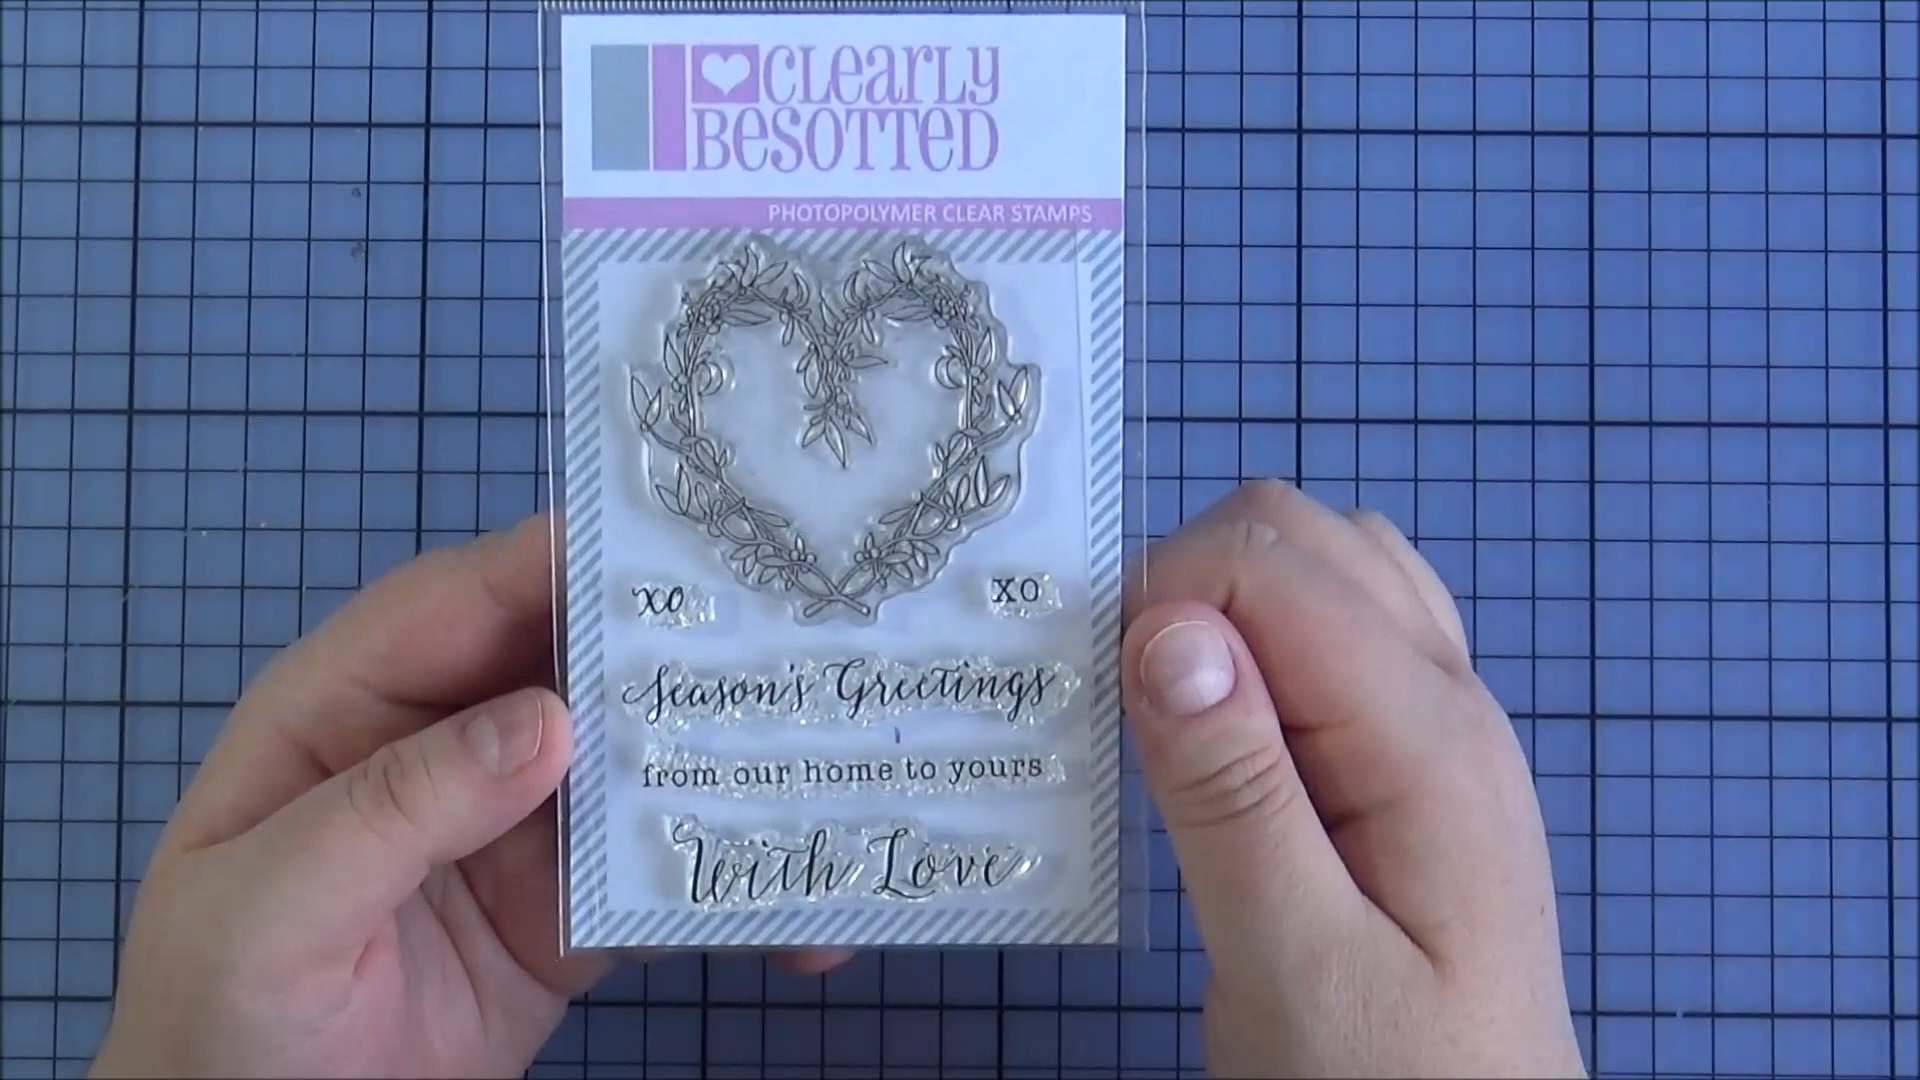 CLEARLY
BESOTTED
PHOTOPOLYMER CLEAR STAMPS
xo XO
Season's Greetings
from our home to yours
With Love